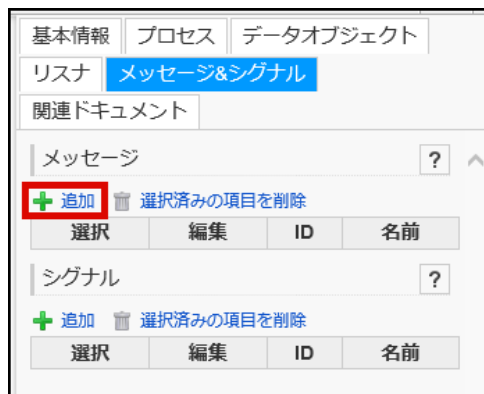 基本情報 プロセス データオブジェクト
リスナ メッセージ&シグナル
関連ドキュメント
メッセージ ?
追加 選択済みの項目を削除
選択 編集 ID 名前
シグナル ?
追加 選択済みの項目を削除
選択 編集 ID 名前